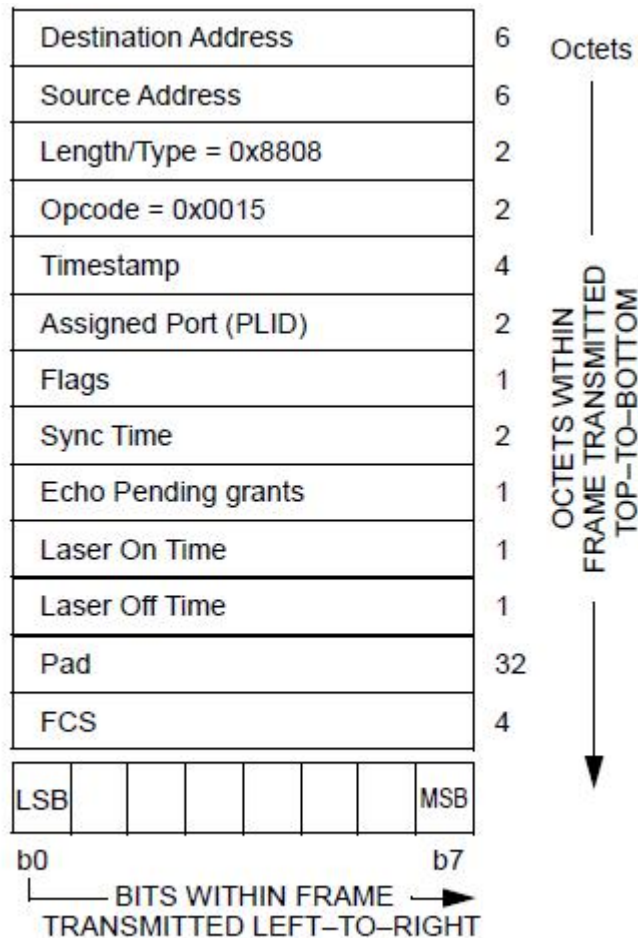 Destination Address 6 Octets
Source Address 6
Length/Type = 0x8808 2
Opcode = 0x0015 2
Timestamp 4
Assigned Port (PLID) 2
Flags 1
Sync Time 2
Echo Pending grants 1
Laser On Time 1
Laser Off Time 1
Pad 32
FCS 4
OCTETS WITHIN
FRAME TRANSMITTED
TOP–TO–BOTTOM
LSB MSB
b0 b7
BITS WITHIN FRAME
TRANSMITTED LEFT–TO–RIGHT